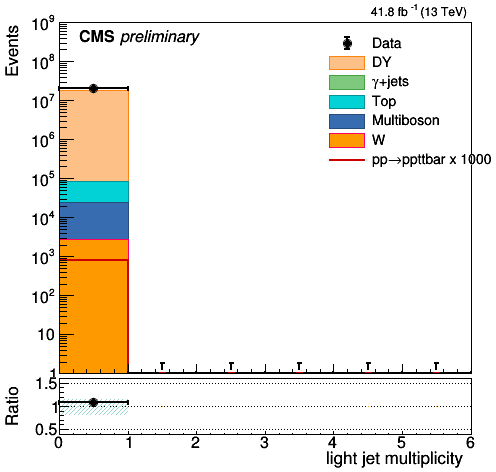 41.8 fb⁻¹ (13 TeV)
CMS preliminary
Events
10⁹
10⁸
10⁷
10⁶
10⁵
10⁴
10³
10²
10
1
Data
DY
γ+jets
Top
Multiboson
W
pp→ppttbar x 1000
Ratio
1.5
1
0.5
0 1 2 3 4 5 6
light jet multiplicity